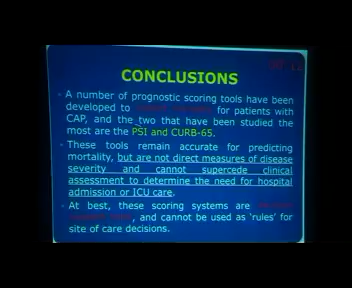 CONCLUSIONS
A number of prognostic scoring tools have been
developed to for patients with
CAP, and the two that have been studied the
most are the PSI and CURB-65.
These tools remain accurate for predicting
mortality, but are not direct measures of disease
severity and cannot supercede clinical
assessment to determine the need for hospital
admission or ICU care.
At best, these scoring systems are
, and cannot be used as 'rules' for
site of care decisions.